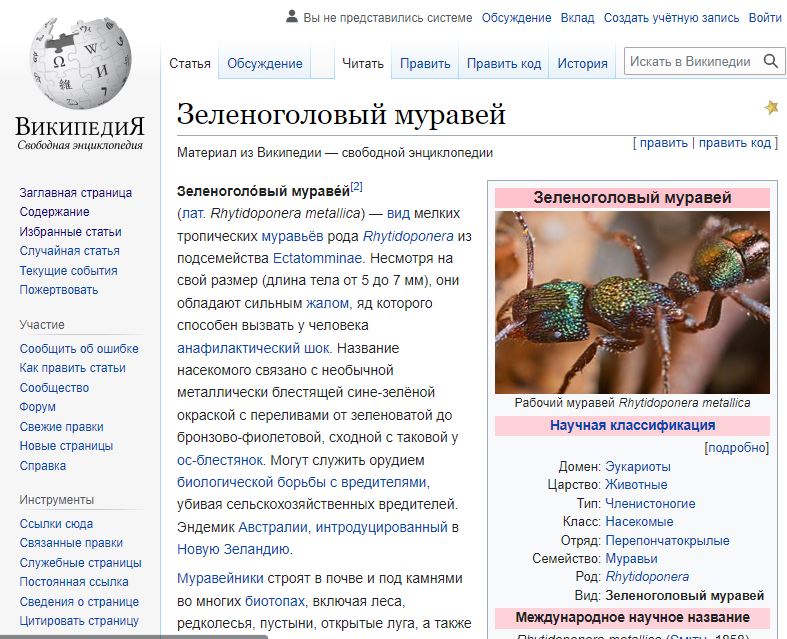 Вы не представились системе Обсуждение Вклад Создать учётную запись Войти
Статья Обсуждение Читать Править Править код История Искать в Википедии
ВикипедиЯ
Свободная энциклопедия
Заглавная страница
Содержание
Избранные статьи
Случайная статья
Текущие события
Пожертвовать
Участие
Сообщить об ошибке
Как править статьи
Сообщество
Форум
Свежие правки
Новые страницы
Справка
Инструменты
Ссылки сюда
Связанные правки
Служебные страницы
Постоянная ссылка
Сведения о странице
Цитировать страницу
Зеленоголовый муравей
[ править | править код ]
Материал из Википедии — свободной энциклопедии
Зеленоголо́вый мураве́й[2]
(лат. Rhytidoponera metallica) — вид мелких
тропических муравьёв рода Rhytidoponera из
подсемейства Ectatomminae. Несмотря на
свой размер (длина тела от 5 до 7 мм), они
обладают сильным жалом, яд которого
способен вызвать у человека
анафилактический шок. Название
насекомого связано с необычной
металлически блестящей сине-зелёной
окраской с переливами от зеленоватой до
бронзово-фиолетовой, сходной с таковой у
ос-блестянок. Могут служить орудием
биологической борьбы с вредителями,
убивая сельскохозяйственных вредителей.
Эндемик Австралии, интродуцированный в
Новую Зеландию.
Муравейники строят в почве и под камнями
во многих биотопах, включая леса,
редколесья, пустыни, открытые луга, а также
Зеленоголовый муравей
Рабочий муравей Rhytidoponera metallica
Научная классификация
[подробно]
Домен: Эукариоты
Царство: Животные
Тип: Членистоногие
Класс: Насекомые
Отряд: Перепончатокрылые
Семейство: Муравьи
Род: Rhytidoponera
Вид: Зеленоголовый муравей
Международное научное название
Rhytidoponera metallica (Smith, 1858)